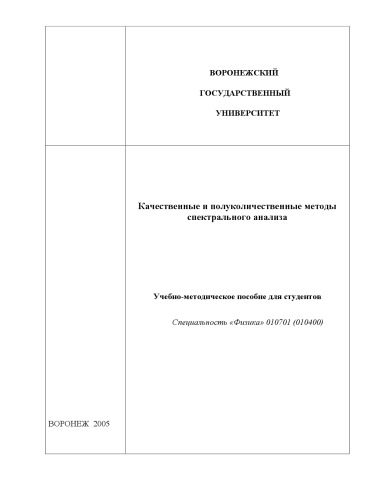 ВОРОНЕЖСКИЙ
ГОСУДАРСТВЕННЫЙ
УНИВЕРСИТЕТ
Качественные и полуколичественные методы
спектрального анализа
Учебно-методическое пособие для студентов
Специальность «Физика» 010701 (010400)
ВОРОНЕЖ 2005